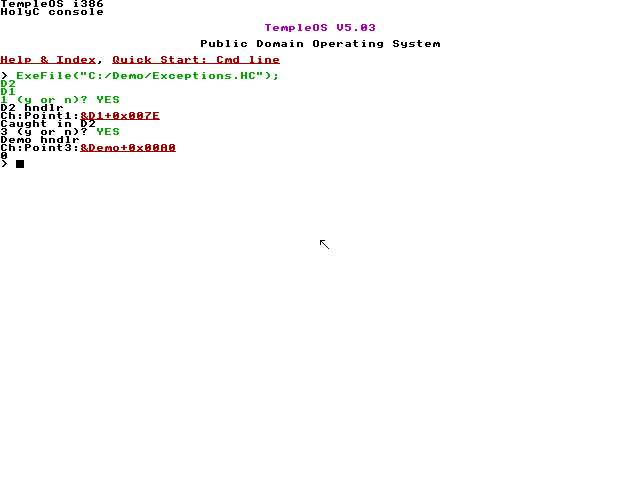 TempleOS i386
HolyC console
TempleOS V5.03
Public Domain Operating System
Help & Index, Quick Start: Cmd line
> ExeFile("C:/Demo/Exceptions.HC");
D2
D1
1 (y or n)? YES
D2 hndlr
Ch:Point1:&D1+0x007E
Caught in D2
3 (y or n)? YES
Demo hndlr
Ch:Point3:&Demo+0x00A0
0
>